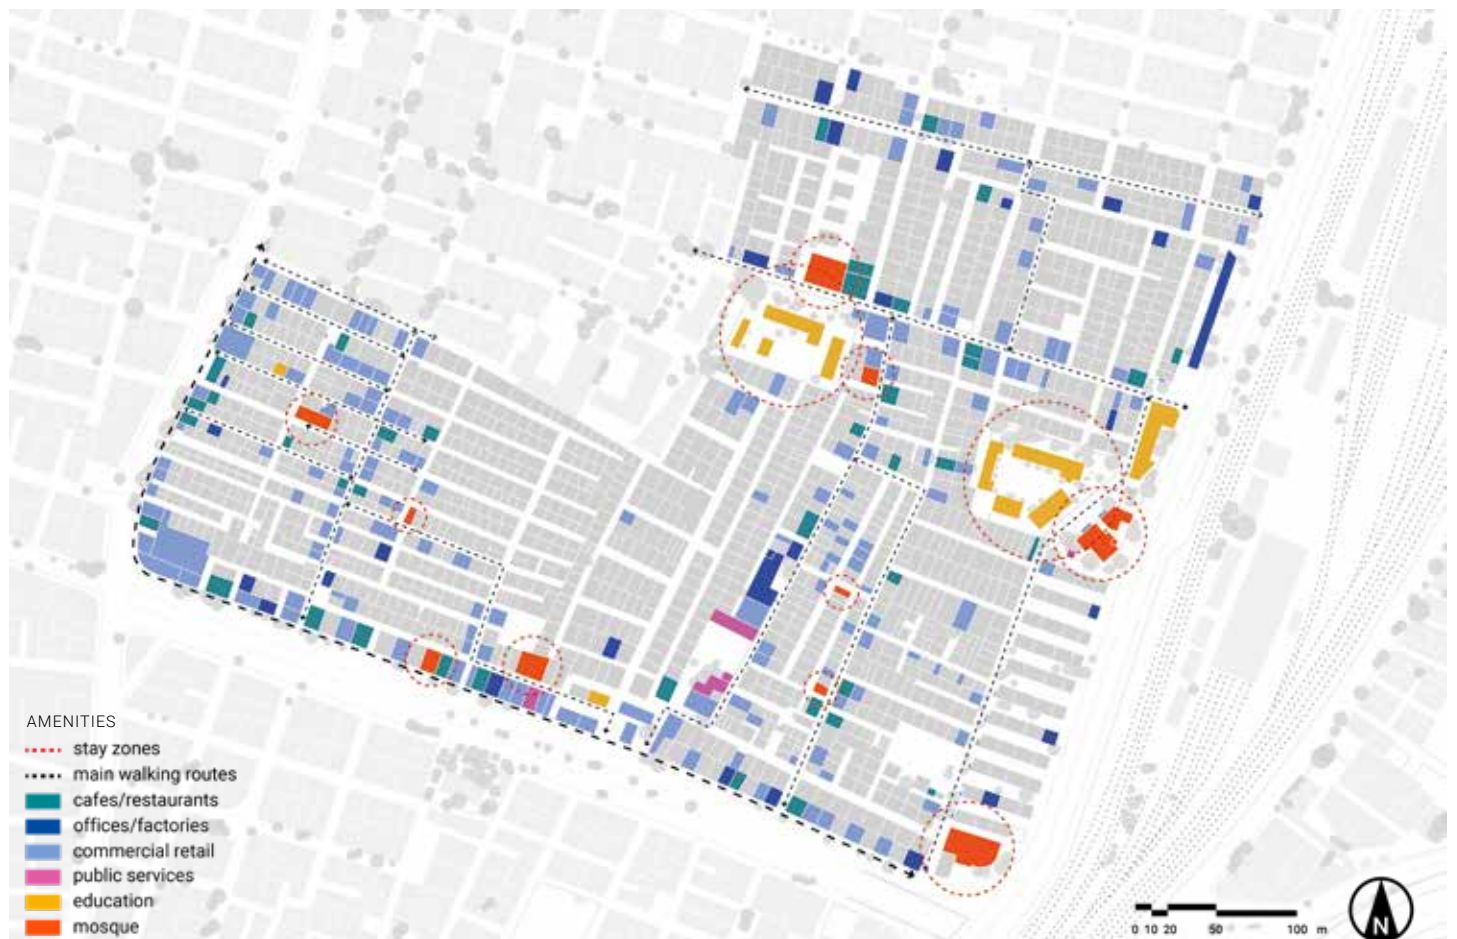 AMENITIES
stay zones
main walking routes
cafes/restaurants
offices/factories
commercial retail
public services
education
mosque
0 10 20 50 100 m
N